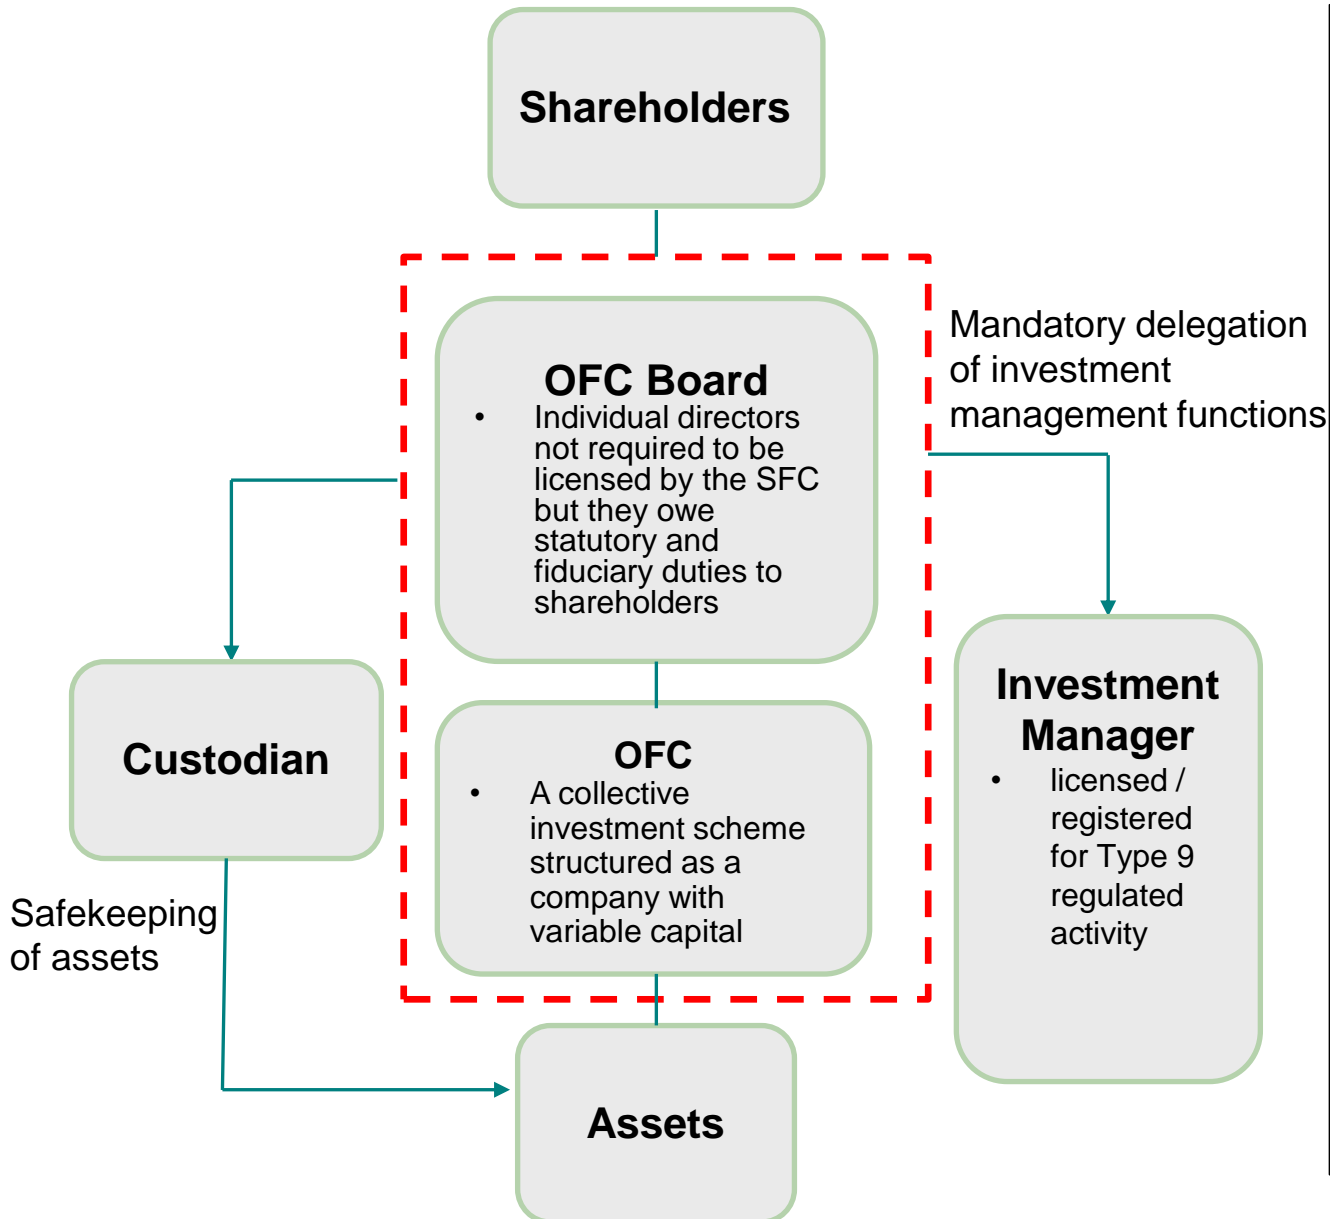 Shareholders
Mandatory delegation
of investment
management functions
OFC Board
• Individual directors
not required to be
licensed by the SFC
but they owe
statutory and
fiduciary duties to
shareholders
Custodian
OFC
• A collective
investment scheme
structured as a
company with
variable capital
Investment
Manager
• licensed /
registered
for Type 9
regulated
activity
Safekeeping
of assets
Assets